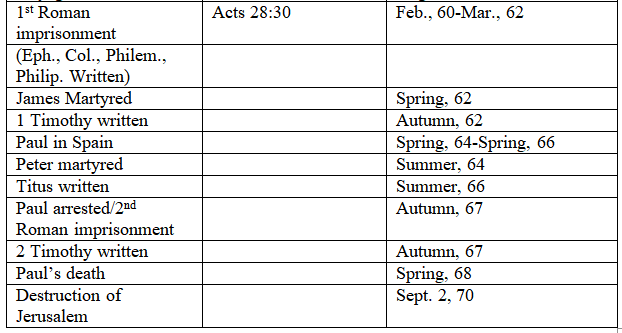 1st Roman imprisonment Acts 28:30 Feb., 60-Mar., 62
(Eph., Col., Philem., Philip. Written)
James Martyred Spring, 62
1 Timothy written Autumn, 62
Paul in Spain Spring, 64-Spring, 66
Peter martyred Summer, 64
Titus written Summer, 66
Paul arrested/2nd Roman imprisonment Autumn, 67
2 Timothy written Autumn, 67
Paul's death Spring, 68
Destruction of Jerusalem Sept. 2, 70